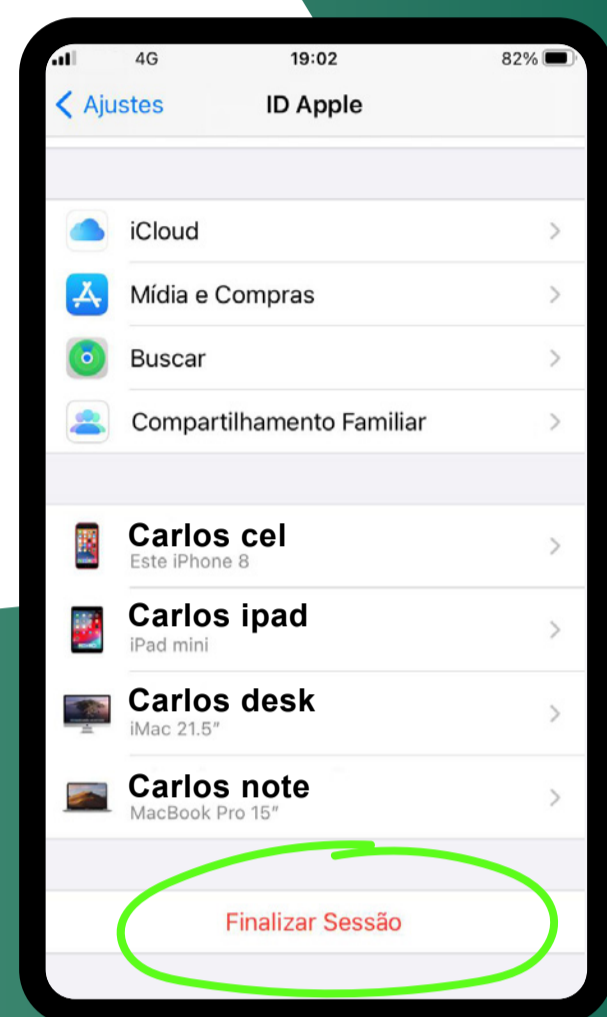 4G 19:02 82%
Ajustes ID Apple
iCloud
Mídia e Compras
Buscar
Compartilhamento Familiar
Carlos cel
Este iPhone 8
Carlos ipad
iPad mini
Carlos desk
iMac 21.5″
Carlos note
MacBook Pro 15″
Finalizar Sessão